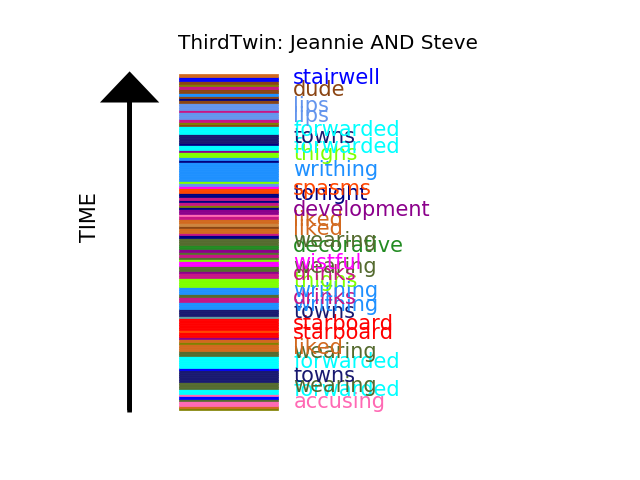 ThirdTwin: Jeannie AND Steve
TIME
stairwell
dude
lips
lips
forwarded
towns
forwarded
thighs
writhing
spasms
tonight
development
liked
liked
wearing
decorative
wistful
wearing
drinks
thighs
writhing
drinks
writhing
towns
starboard
starboard
liked
wearing
forwarded
towns
wearing
forwarded
accusing